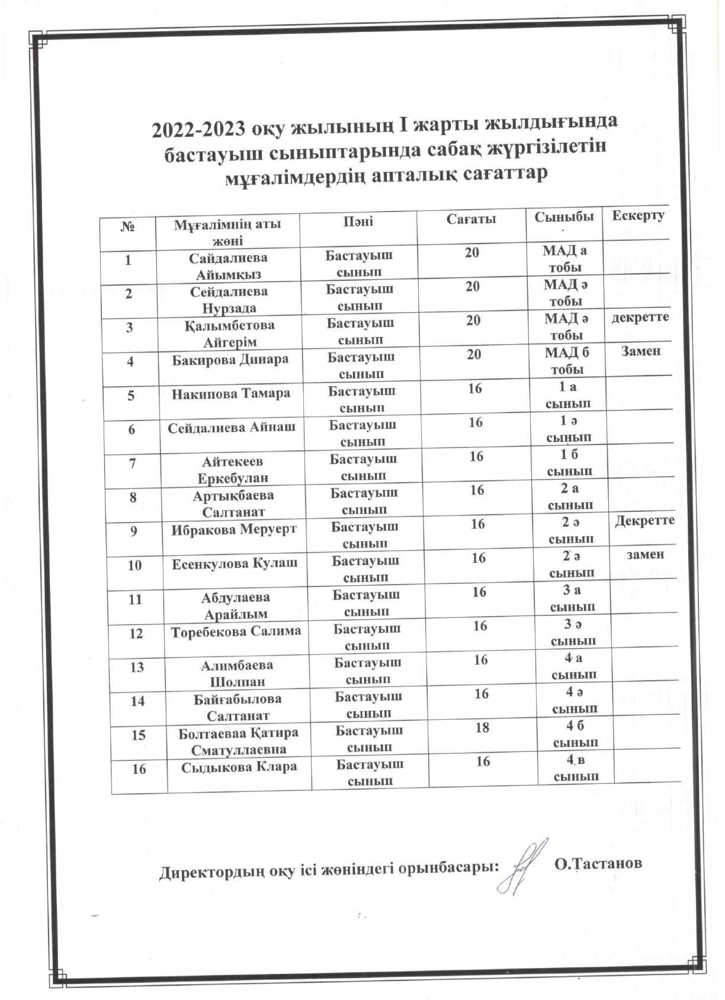 2022-2023 оқу жылының I жарты жылдығында
бастауыш сыныптарында сабақ жүргізілетін
мұғалімдердің апталық сағаттар
№ Мұғалімнің аты Пәні Сағаты Сыныбы Ескерту
жөні
1 Сайдалиева Бастауыш 20 МАД а
Айымқыз сынып тобы
2 Сейдалиева Бастауыш 20 МАД ә
Нурзада сынып тобы
3 Қалымбетова Бастауыш 20 МАД ә декретте
Айгерім сынып тобы
4 Бакирова Динара Бастауыш 20 МАД б Замен
сынып тобы
5 Накипова Тамара Бастауыш 16 1 а
сынып сынып
6 Сейдалиева Айнаш Бастауыш 16 1 ә
сынып сынып
7 Айтекеев Бастауыш 16 1 б
Еркебулан сынып сынып
8 Артықбаева Бастауыш 16 2 а
Салтанат сынып сынып
9 Ибракова Меруерт Бастауыш 16 2 ә Декретте
сынып сынып
10 Есенкулова Кулаш Бастауыш 16 2 ә замен
сынып сынып
11 Абдулаева Бастауыш 16 3 а
Арайлым сынып сынып
12 Торебекова Салима Бастауыш 16 3 ә
сынып сынып
13 Алимбаева Бастауыш 16 4 а
Шолпан сынып сынып
14 Байғабылова Бастауыш 16 4 ә
Салтанат сынып сынып
15 Болтаеваа Қатира Бастауыш 18 4 б
Сматуллаевна сынып сынып
16 Сыдыкова Клара Бастауыш 16 4 в
сынып сынып
Директордың оқу ісі жөніндегі орынбасары: О.Тастанов